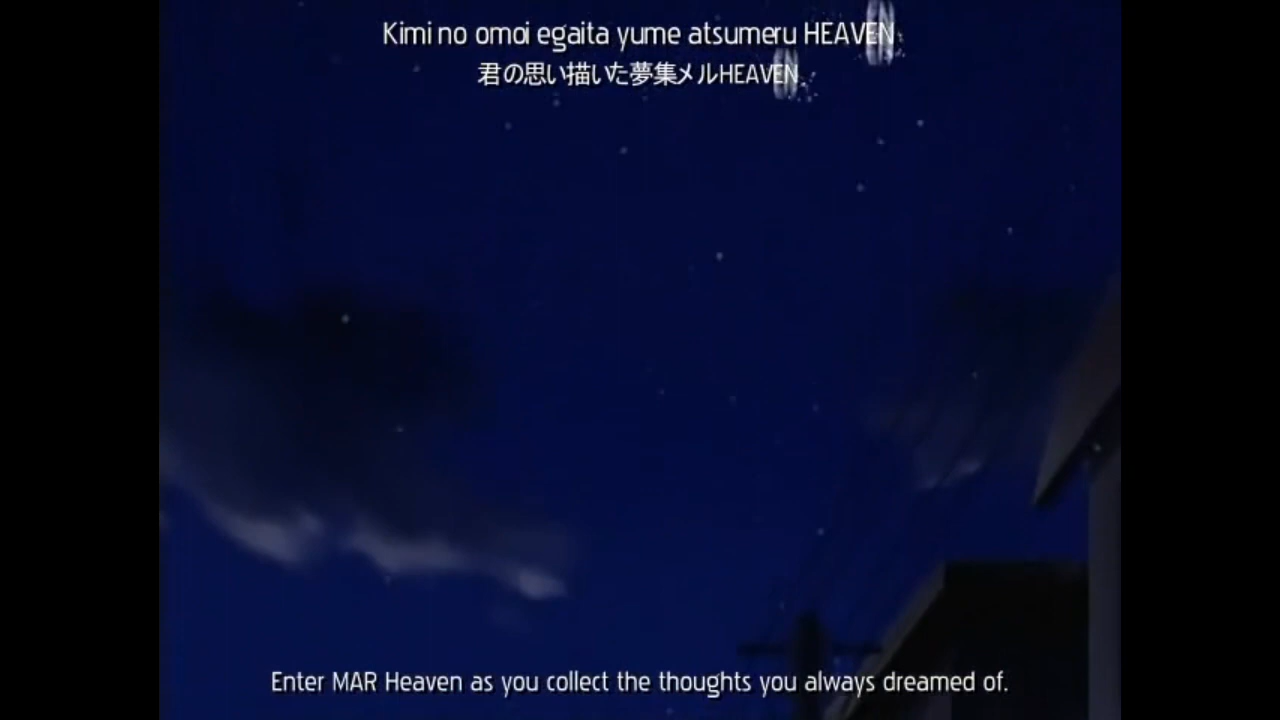 Kimi no omoi egaita yume atsumeru HEAVEN
君の思い描いた夢集メルHEAVEN
Enter MAR Heaven as you collect the thoughts you always dreamed of.